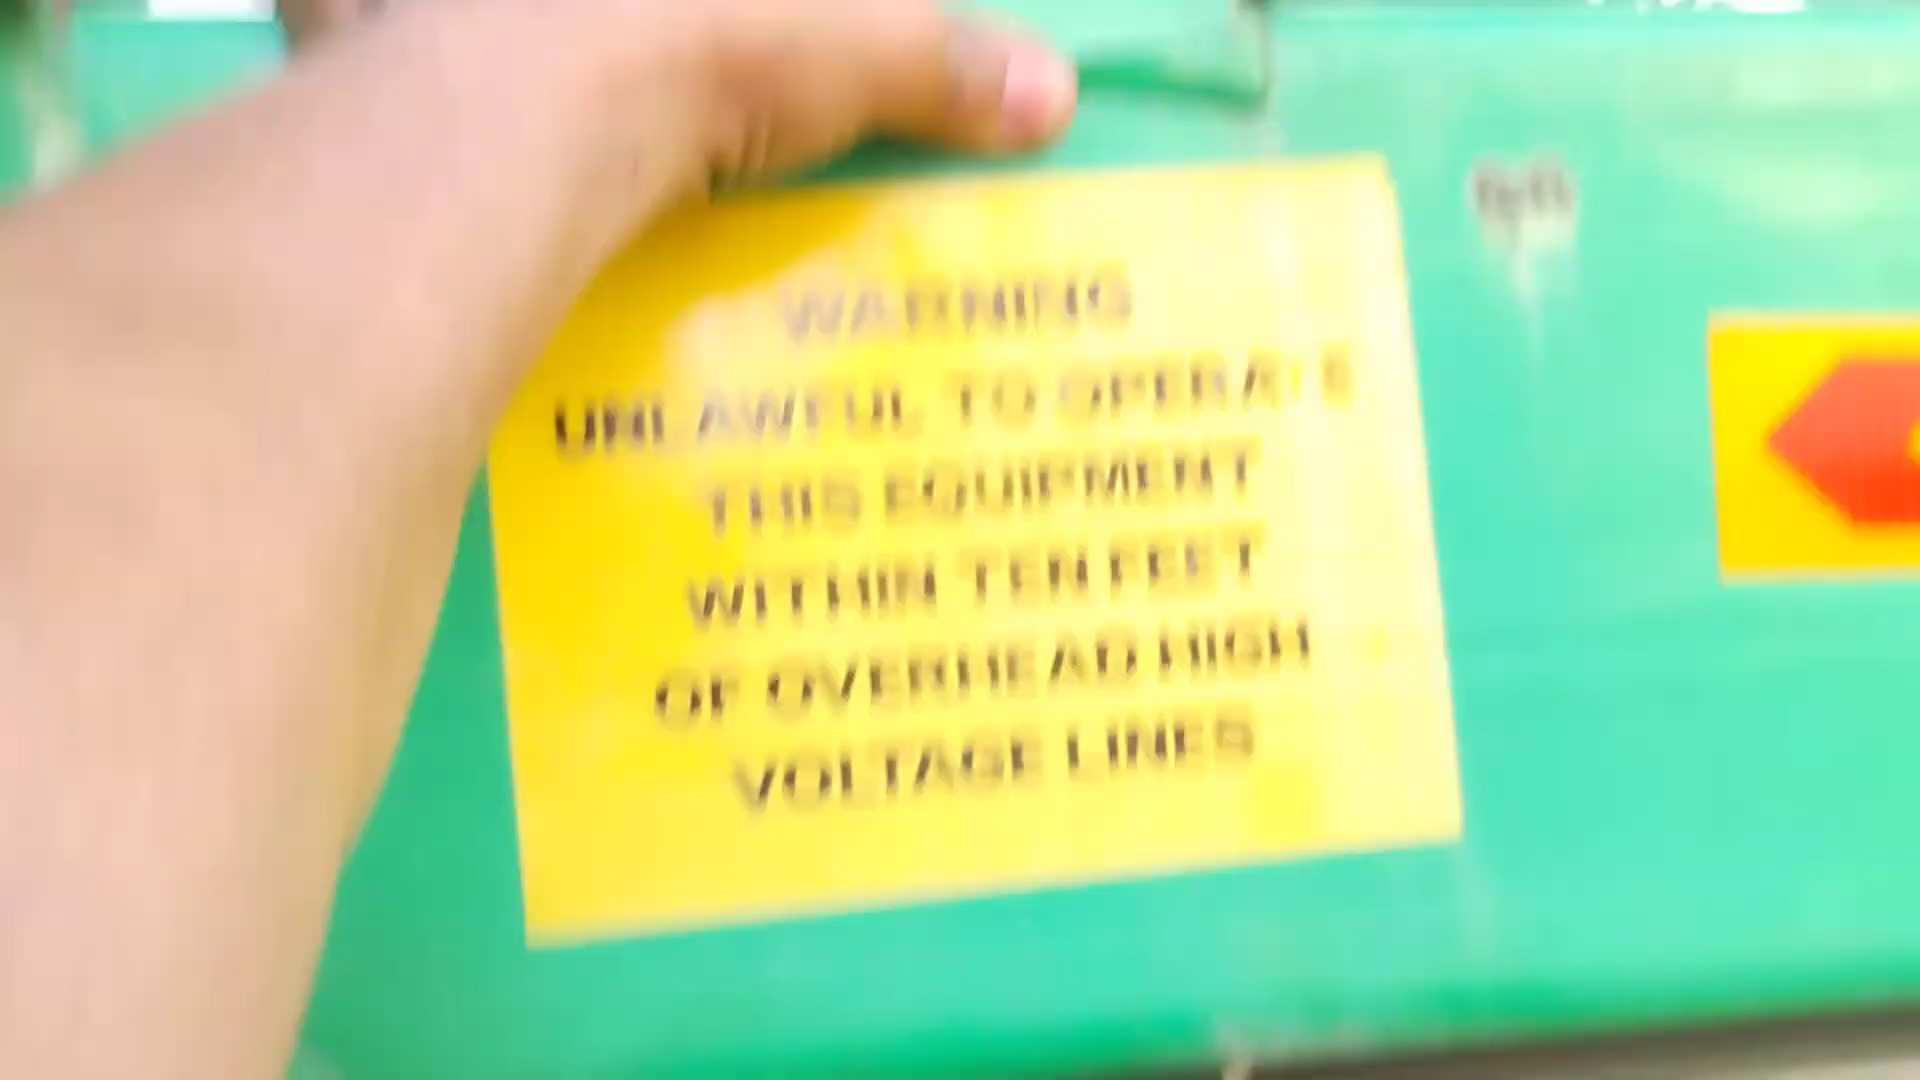 WARNING
UNLAWFUL TO OPERATE
THIS EQUIPMENT
WITHIN TEN FEET
OF OVERHEAD HIGH
VOLTAGE LINES